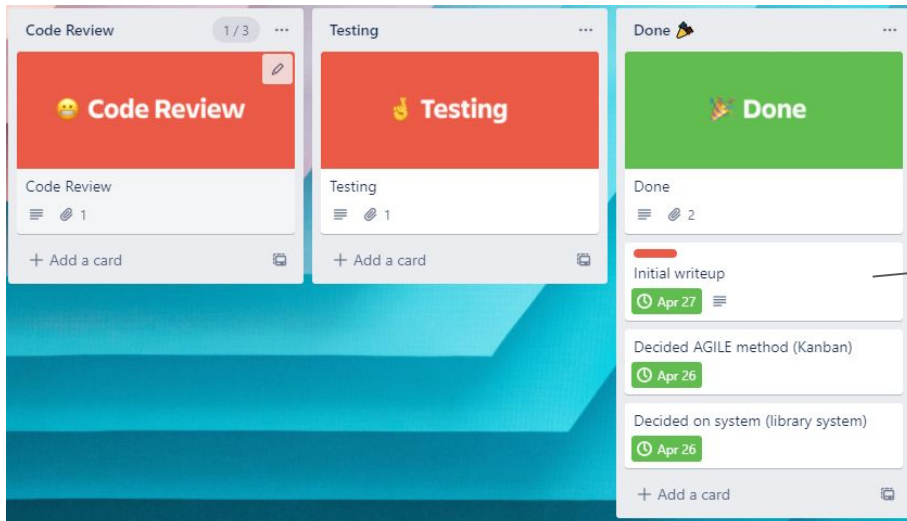 Code Review
1 / 3
😬 Code Review
Code Review
1
+ Add a card
Testing
🤞 Testing
Testing
1
+ Add a card
Done
🎉 Done
Done
2
Initial writeup
Apr 27
Decided AGILE method (Kanban)
Apr 26
Decided on system (library system)
Apr 26
+ Add a card